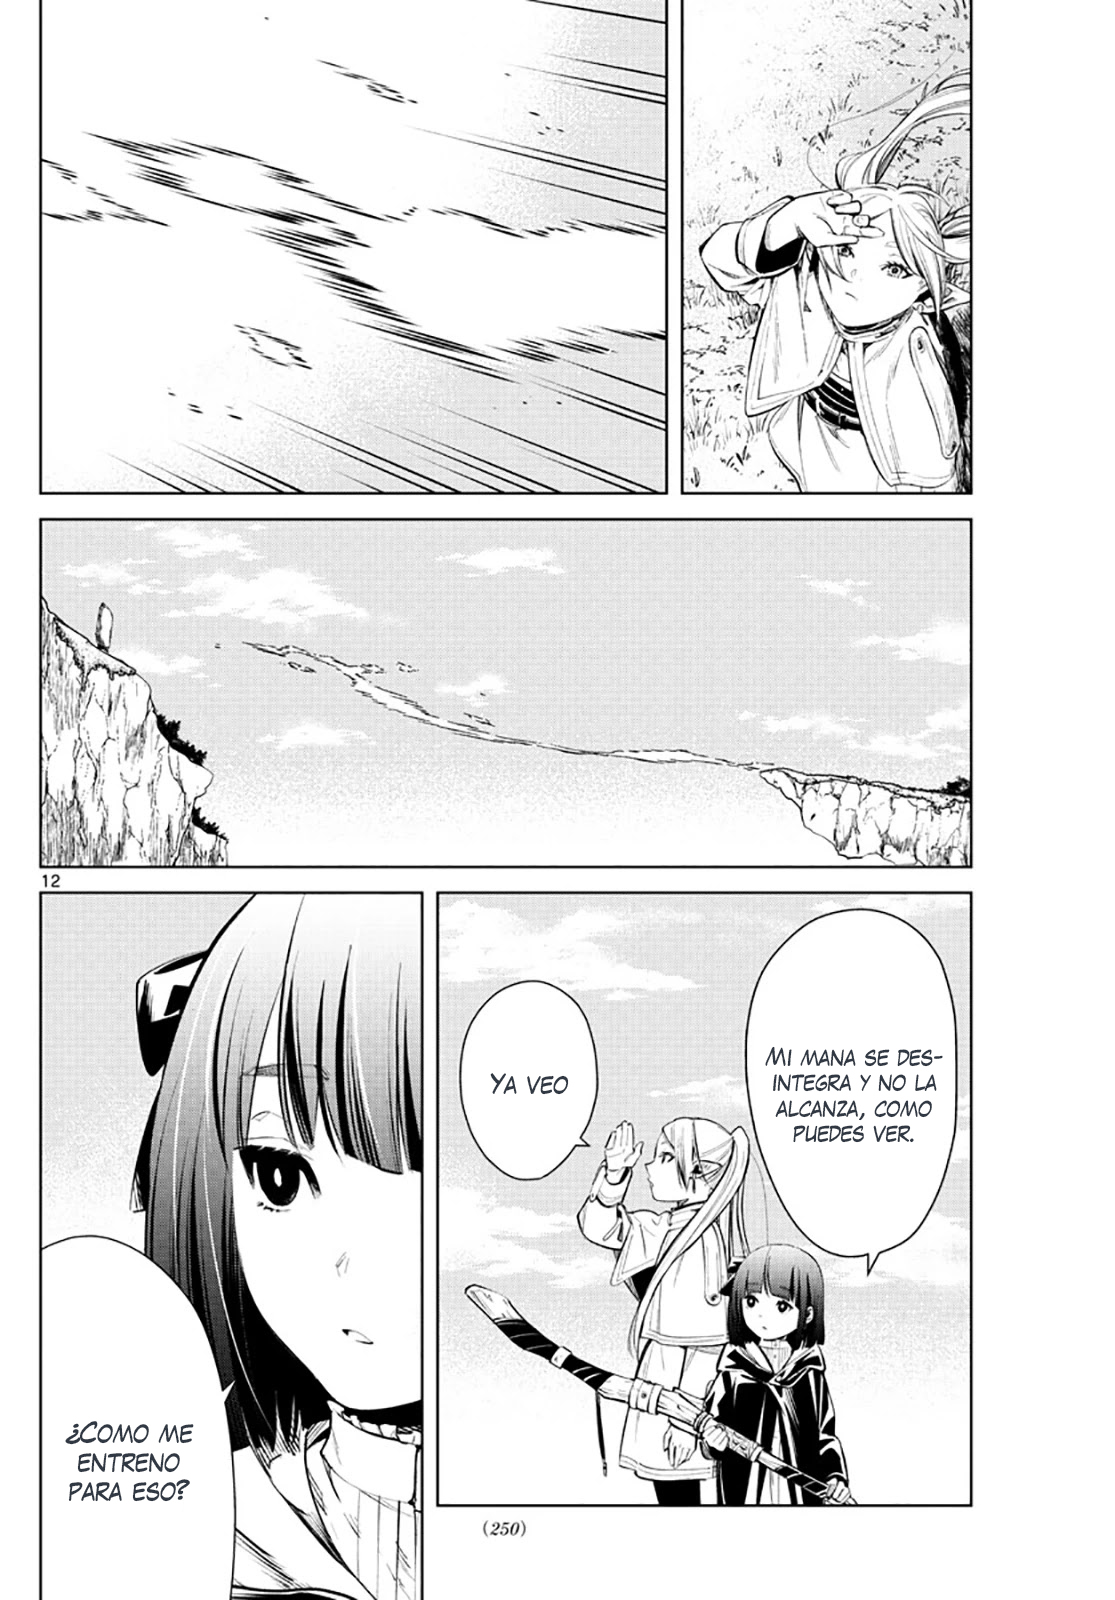 12
MI MANA SE DES-
INTEGRA Y NO LA
ALCANZA, COMO
PUEDES VER.
YA VEO
¿COMO ME
ENTRENO
PARA ESO?
(250)